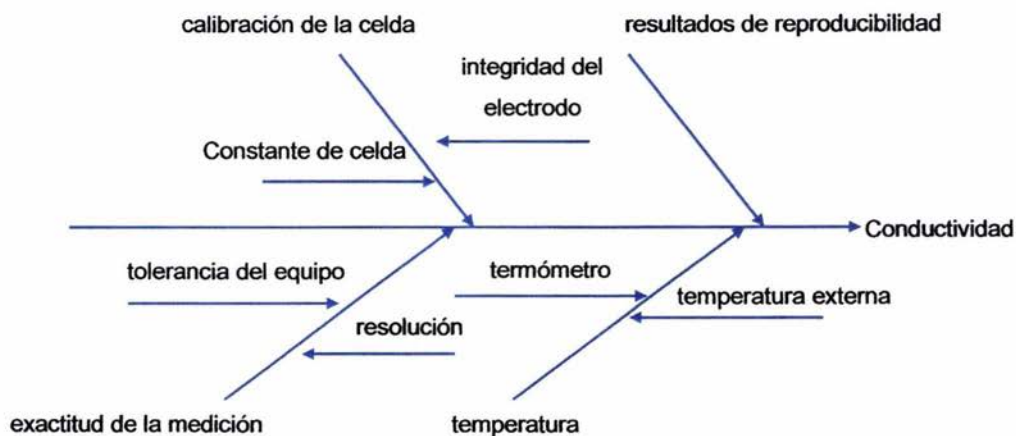 calibración de la celda
resultados de reproducibilidad
integridad del
electrodo
Constante de celda
Conductividad
tolerancia del equipo
termómetro
temperatura externa
resolución
exactitud de la medición
temperatura